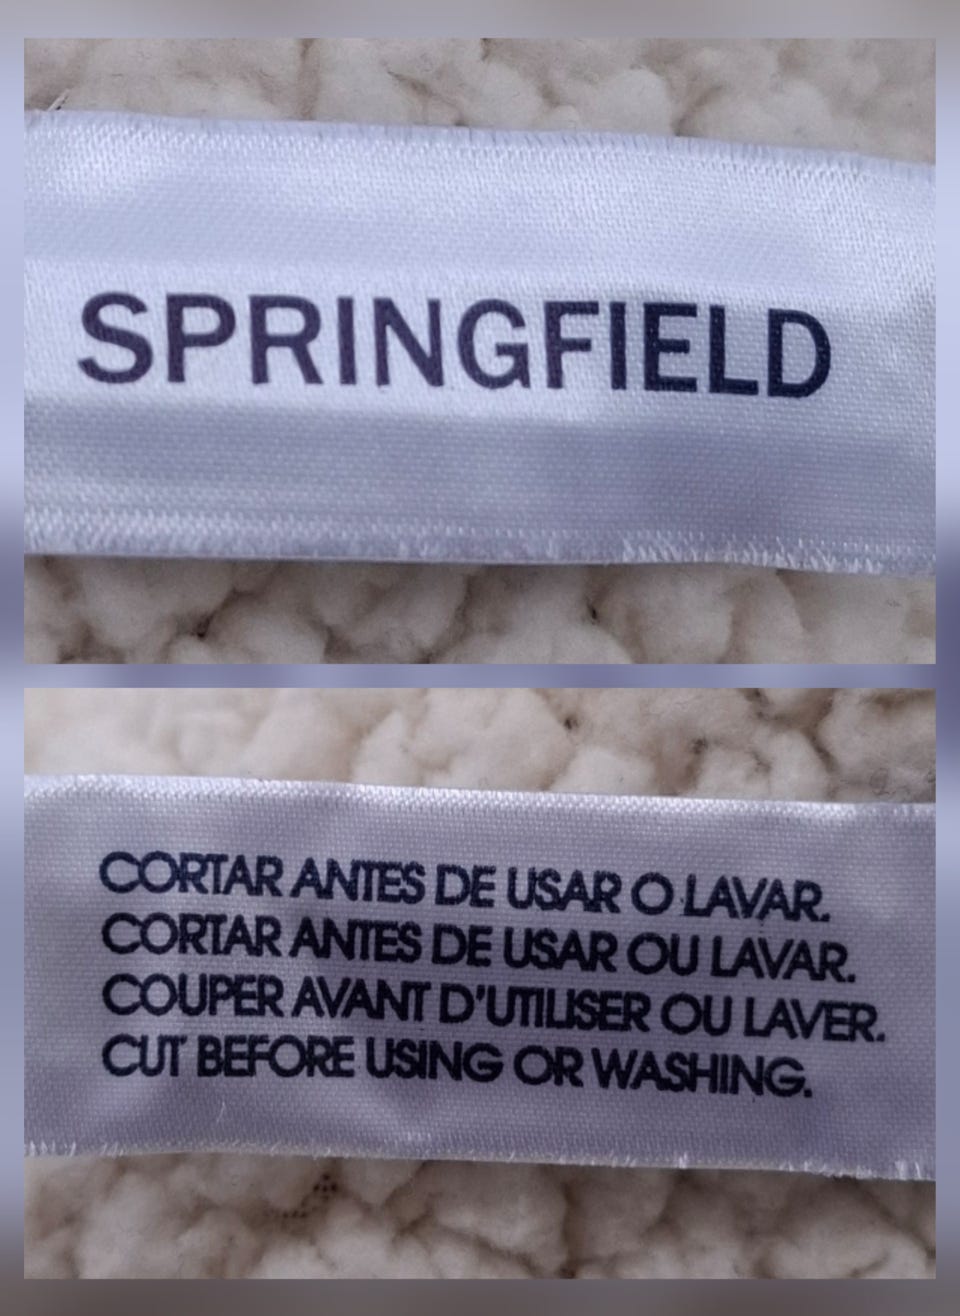 SPRINGFIELD
CORTAR ANTES DE USAR O LAVAR.
CORTAR ANTES DE USAR OU LAVAR.
COUPER AVANT D'UTILISER OU LAVER.
CUT BEFORE USING OR WASHING.